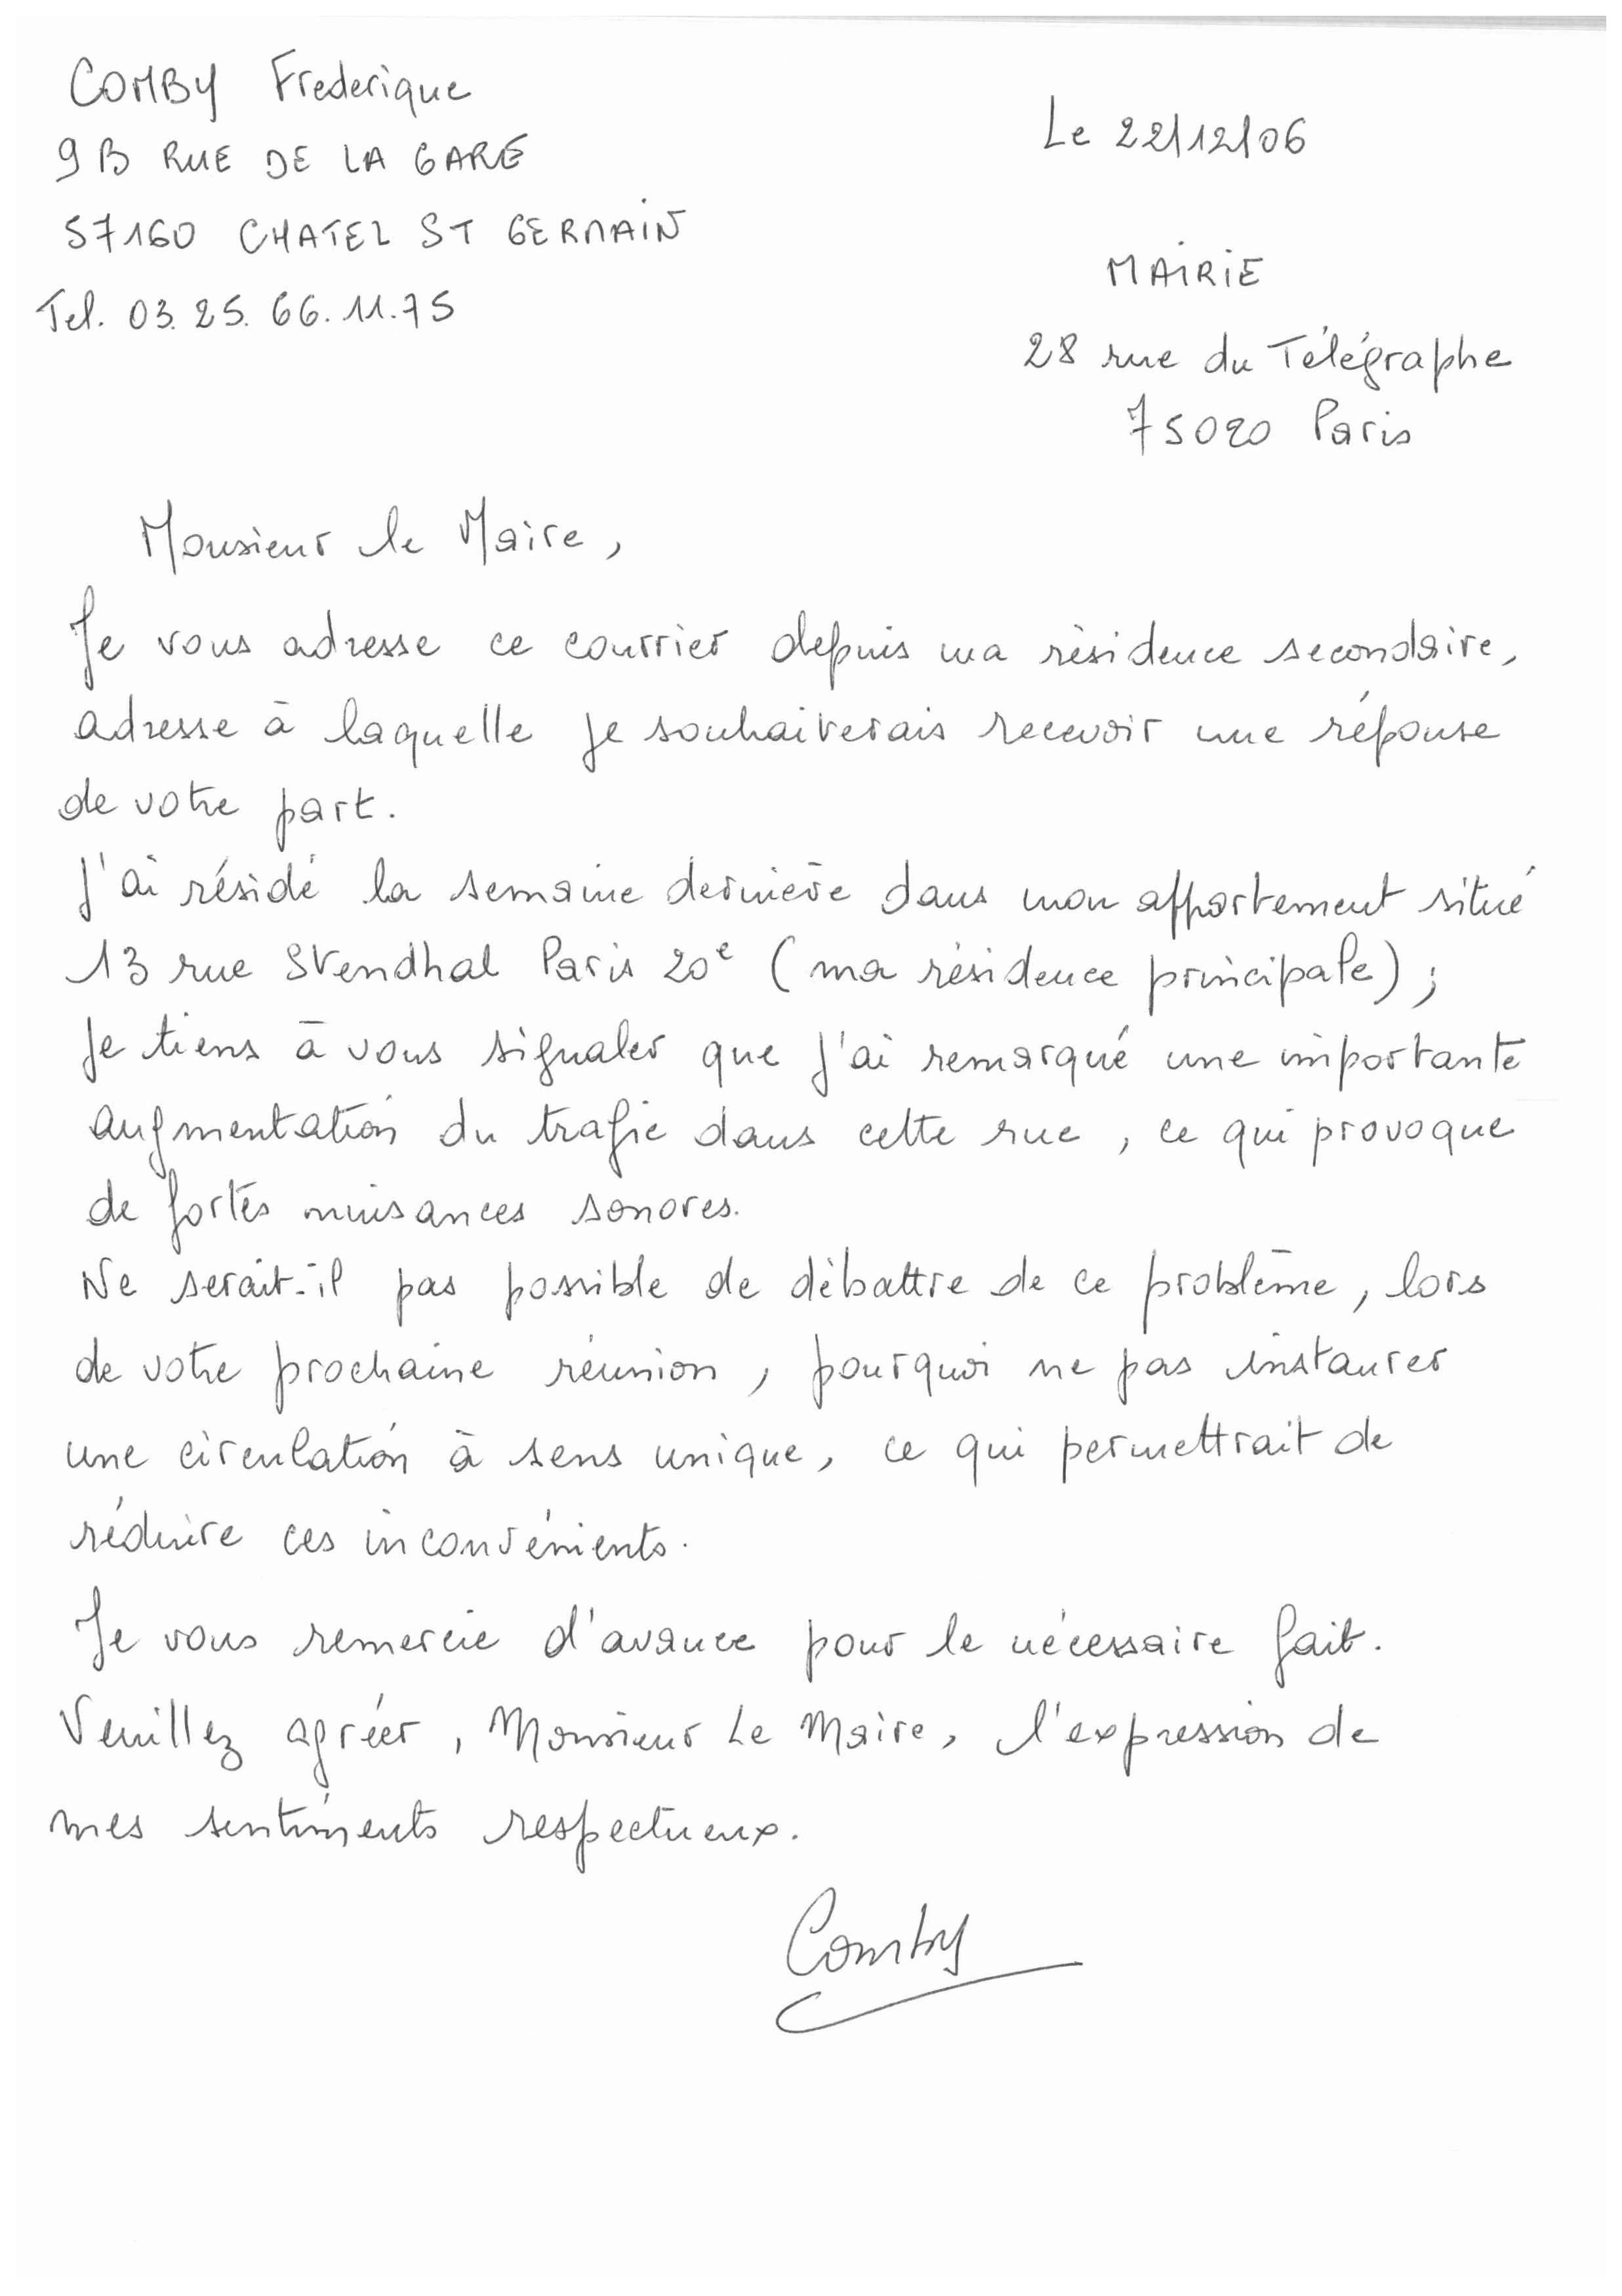 COMBY Frederique
9B RUE DE LA GARE
57160 CHATEL ST GERMAIN
Tel. 03.25.66.11.75
Le 22/12/06
MAIRIE
28 rue du Télégraphe
75020 Paris
Monsieur le Maire,
Je vous adresse ce courrier depuis ma résidence secondaire,
adresse à laquelle je souhaiterais recevoir une réponse
de votre part.
J'ai résidé la semaine dernière dans mon appartement situé
13 rue Stendhal Paris 20e (ma résidence principale) ;
Je tiens à vous signaler que j'ai remarqué une importante
augmentation du trafic dans cette rue, ce qui provoque
de fortes nuisances sonores.
Ne serait-il pas possible de débattre de ce problème, lors
de votre prochaine réunion, pourquoi ne pas instaurer
une circulation à sens unique, ce qui permettrait de
réduire ces inconvénients.
Je vous remercie d'avance pour le nécessaire fait.
Veuillez agréer, Monsieur Le Maire, l'expression de
mes sentiments respectueux.
Comby